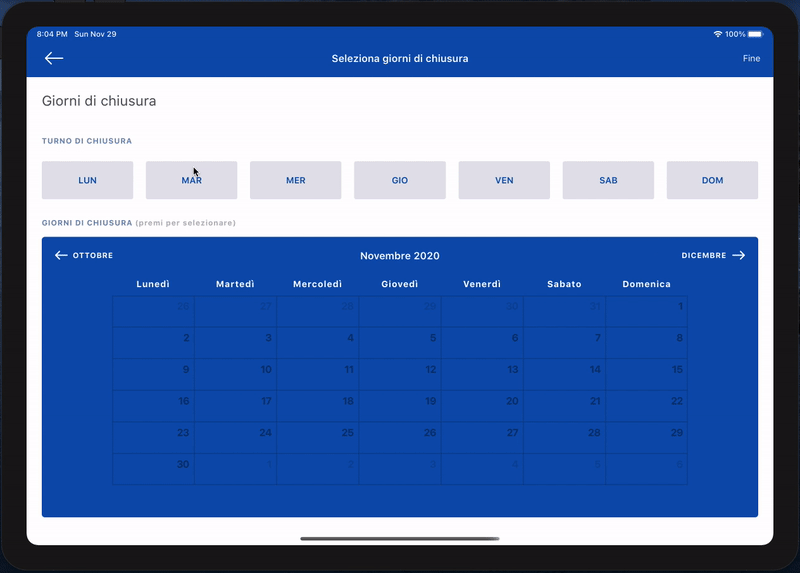 8:04 PM Sun Nov 29 100%
Seleziona giorni di chiusura Fine
Giorni di chiusura
TURNO DI CHIUSURA
LUN MAR MER GIO VEN SAB DOM
GIORNI DI CHIUSURA (premi per selezionare)
OTTOBRE Novembre 2020 DICEMBRE
Lunedì Martedì Mercoledì Giovedì Venerdì Sabato Domenica
26 27 28 29 30 31 1
2 3 4 5 6 7 8
9 10 11 12 13 14 15
16 17 18 19 20 21 22
23 24 25 26 27 28 29
30 1 2 3 4 5 6